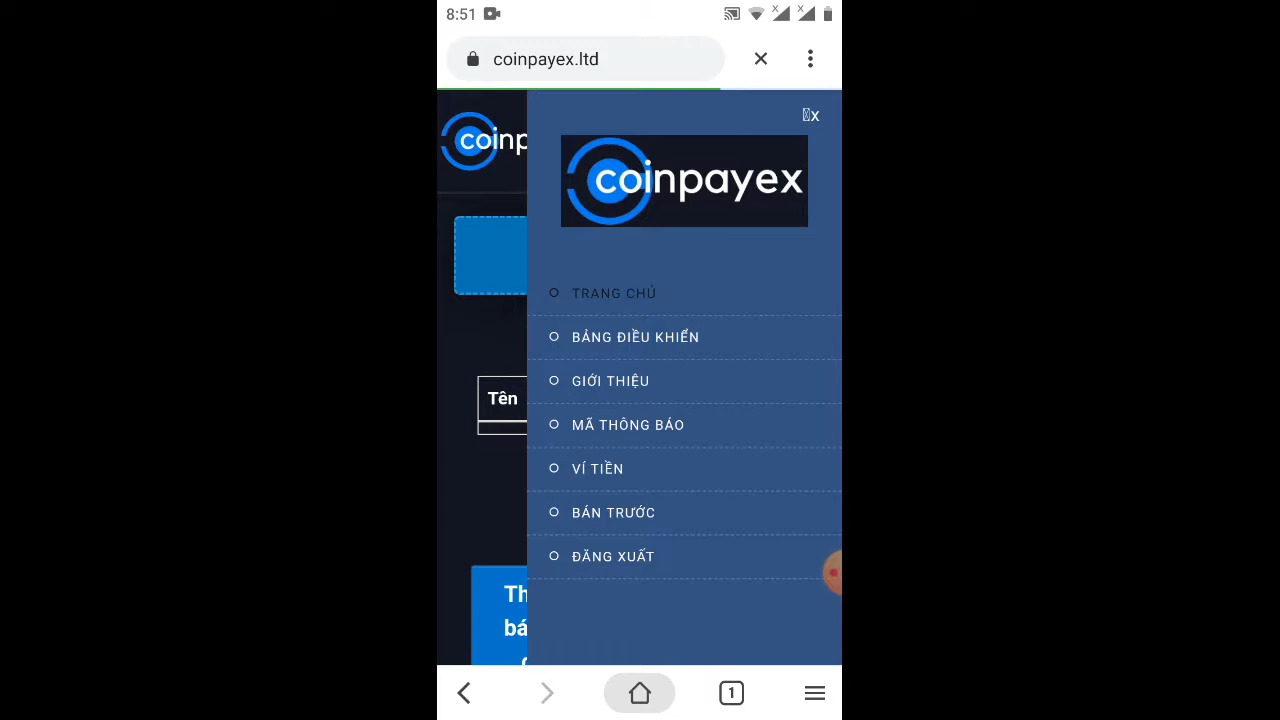 8:51
coinpayex.ltd
x
coinp
coinpayex
TRANG CHỦ
BẢNG ĐIỀU KHIỂN
GIỚI THIỆU
Tên
MÃ THÔNG BÁO
VÍ TIỀN
BÁN TRƯỚC
ĐĂNG XUẤT
Th
bá
1